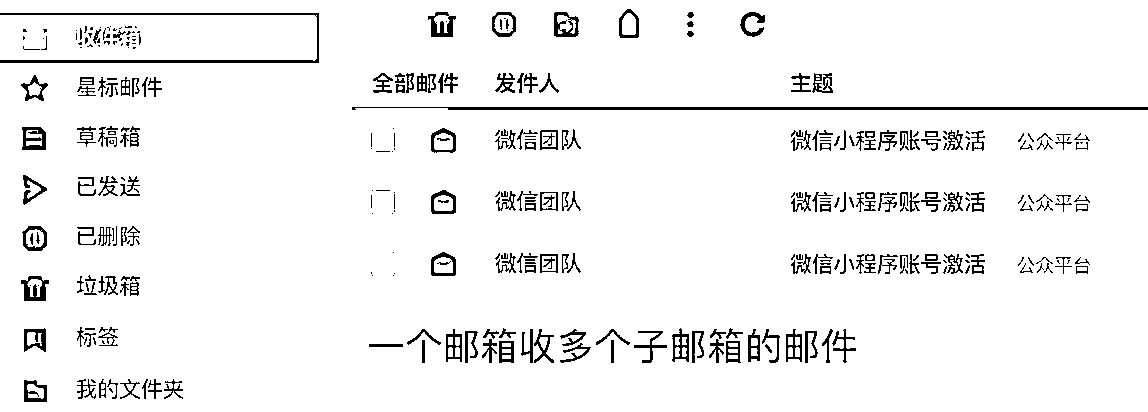 收件箱
星标邮件
草稿箱
已发送
已删除
垃圾箱
标签
我的文件夹
全部邮件 发件人 主题
微信团队 微信小程序账号激活 公众平台
微信团队 微信小程序账号激活 公众平台
微信团队 微信小程序账号激活 公众平台
一个邮箱收多个子邮箱的邮件